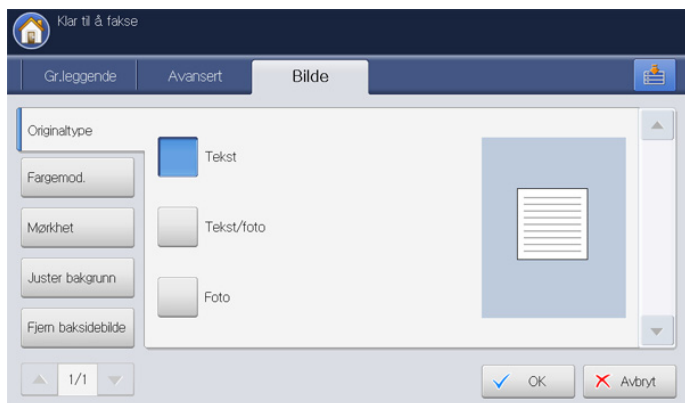 Klar til å fakse
Gr.leggende
Avansert
Bilde
Originaltype
Fargemod.
Mørkhet
Juster bakgrunn
Fjern baksidebilde
1/1
Tekst
Tekst/foto
Foto
OK
Avbryt